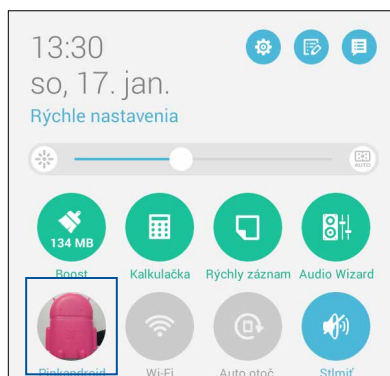 13:30
so, 17. jan.
Rýchle nastavenia
AUTO
134 MB
Boost Kalkulačka Rýchly záznam Audio Wizard
Pinkandroid Wi-Fi Auto otoč. Stlmiť